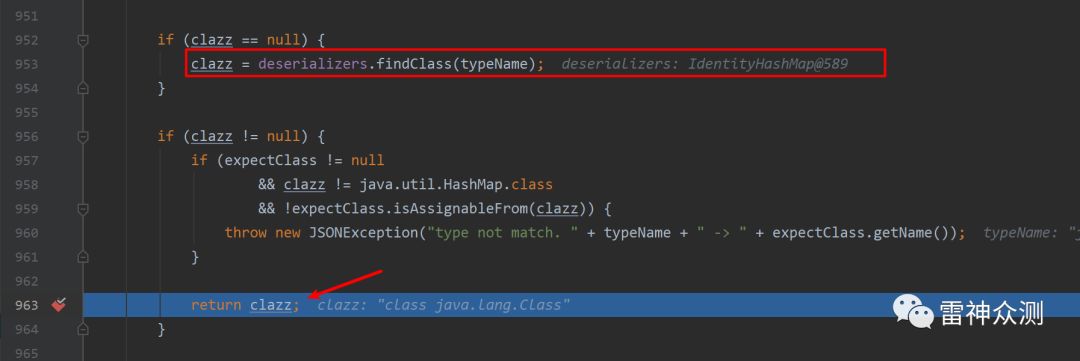 951
952 if (clazz == null) {
953 clazz = deserializers.findClass(typeName); deserializers: IdentityHashMap@589
954 }
955
956 if (clazz != null) {
957 if (expectClass != null
958 && clazz != java.util.HashMap.class
959 && !expectClass.isAssignableFrom(clazz)) {
960 throw new JSONException("type not match. " + typeName + " -> " + expectClass.getName()); typeName: "j
961 }
962
963 return clazz; clazz: "class java.lang.Class"
964 }
965
雷神众测